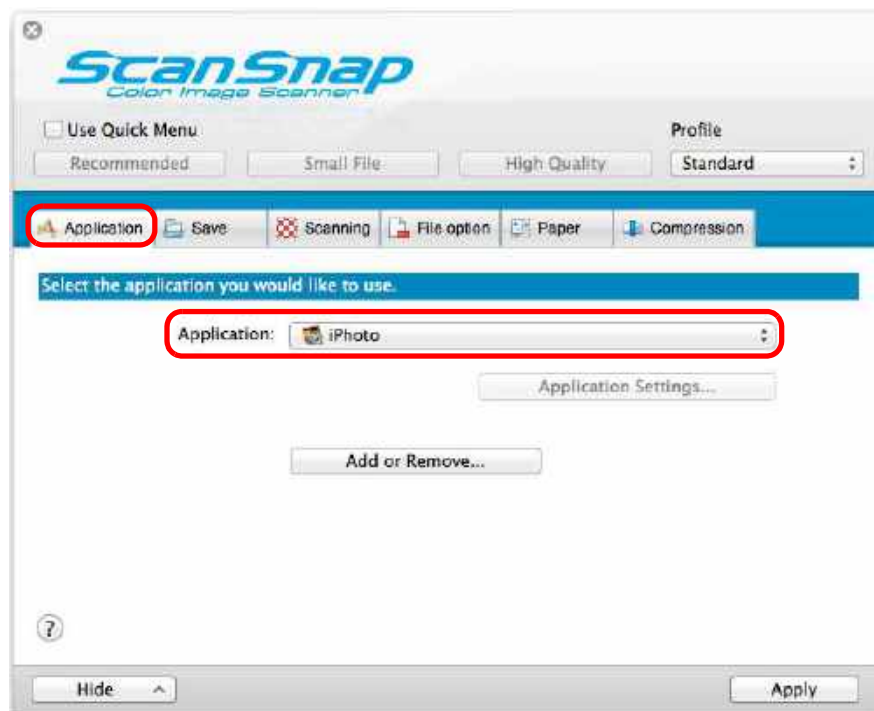 ScanSnap
Color Image Scanner
Use Quick Menu
Profile
Recommended Small File High Quality Standard
Application Save Scanning File option Paper Compression
Select the application you would like to use.
Application: iPhoto
Application Settings...
Add or Remove...
?
Hide Apply